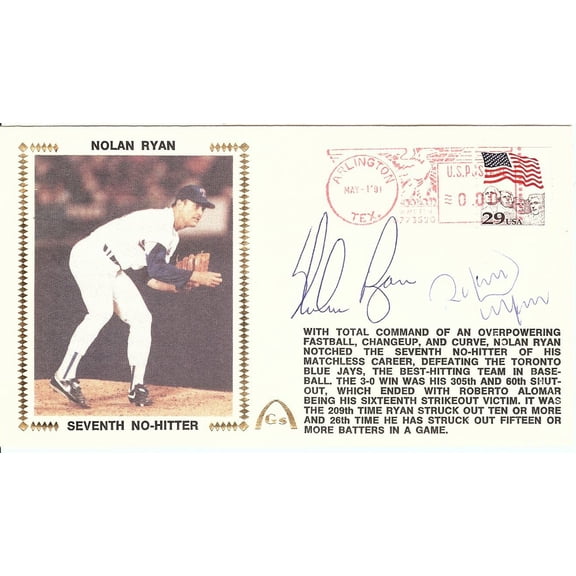 NOLAN RYAN
ARLINGTON
MAY-1'91
TEX.
U.S.POS
0.00
29 USA
Nolan Ryan
WITH TOTAL COMMAND OF AN OVERPOWERING
FASTBALL, CHANGEUP, AND CURVE, NOLAN RYAN
NOTCHED THE SEVENTH NO-HITTER OF HIS
MATCHLESS CAREER, DEFEATING THE TORONTO
BLUE JAYS, THE BEST-HITTING TEAM IN BASE-
BALL. THE 3-0 WIN WAS HIS 305th AND 60th SHUT-
OUT, WHICH ENDED WITH ROBERTO ALOMAR
BEING HIS SIXTEENTH STRIKEOUT VICTIM. IT WAS
THE 209th TIME RYAN STRUCK OUT TEN OR MORE
AND 26th TIME HE HAS STRUCK OUT FIFTEEN OR
MORE BATTERS IN A GAME.
Gs
SEVENTH NO-HITTER